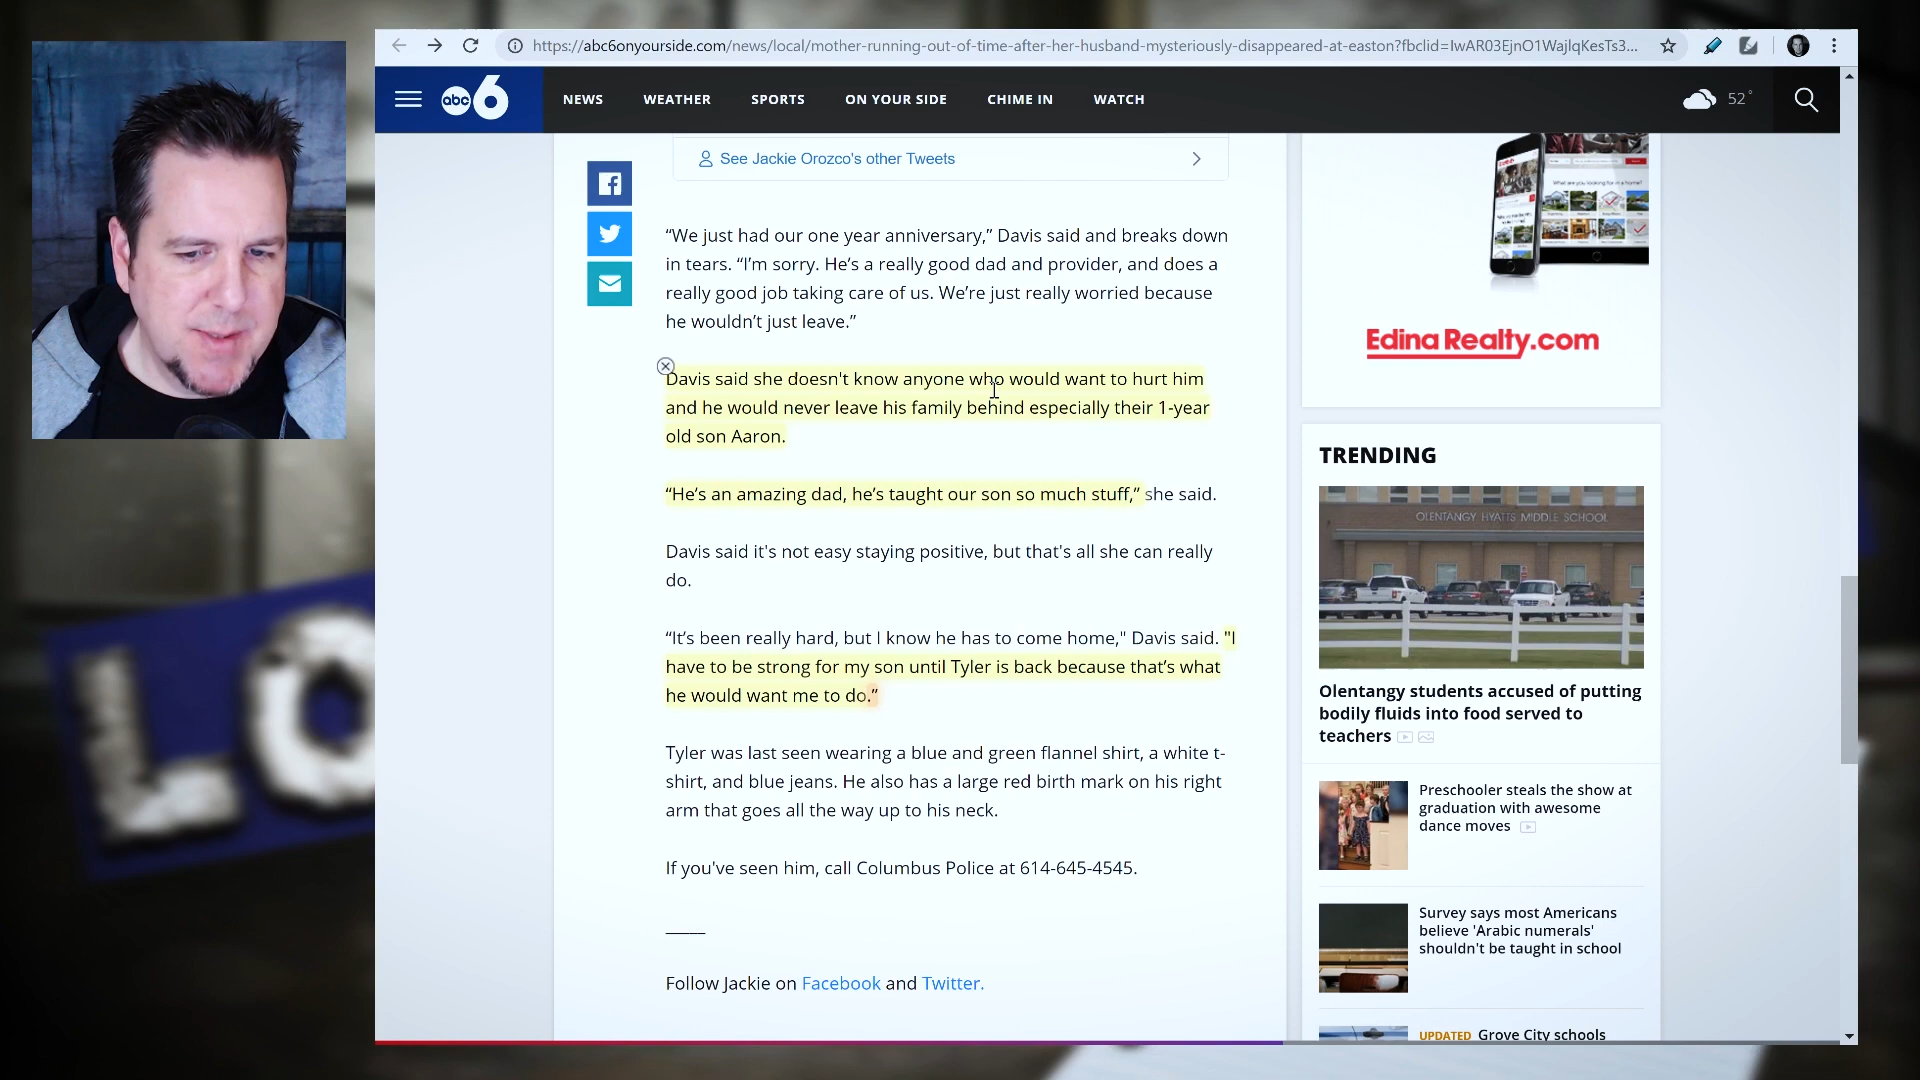 https://abc6onyourside.com/news/local/mother-running-out-of-time-after-her-husband-mysteriously-disappeared-at-easton?fbclid=IwAR03EjnO1WajlqKesTs3...
abc 6
NEWS WEATHER SPORTS ON YOUR SIDE CHIME IN WATCH
52°
See Jackie Orozco's other Tweets
“We just had our one year anniversary,” Davis said and breaks down
in tears. “I’m sorry. He’s a really good dad and provider, and does a
really good job taking care of us. We’re just really worried because
he wouldn’t just leave.”
Davis said she doesn't know anyone who would want to hurt him
and he would never leave his family behind especially their 1-year
old son Aaron.
“He’s an amazing dad, he’s taught our son so much stuff,” she said.
Davis said it's not easy staying positive, but that's all she can really
do.
“It’s been really hard, but I know he has to come home," Davis said. "I
have to be strong for my son until Tyler is back because that’s what
he would want me to do.”
Tyler was last seen wearing a blue and green flannel shirt, a white t-
shirt, and blue jeans. He also has a large red birth mark on his right
arm that goes all the way up to his neck.
If you've seen him, call Columbus Police at 614-645-4545.
_____
Follow Jackie on Facebook and Twitter.
EdinaRealty.com
TRENDING
OLENTANGY HYATTS MIDDLE SCHOOL
Olentangy students accused of putting
bodily fluids into food served to
teachers
Preschooler steals the show at
graduation with awesome
dance moves
Survey says most Americans
believe 'Arabic numerals'
shouldn't be taught in school
UPDATED Grove City schools
LO